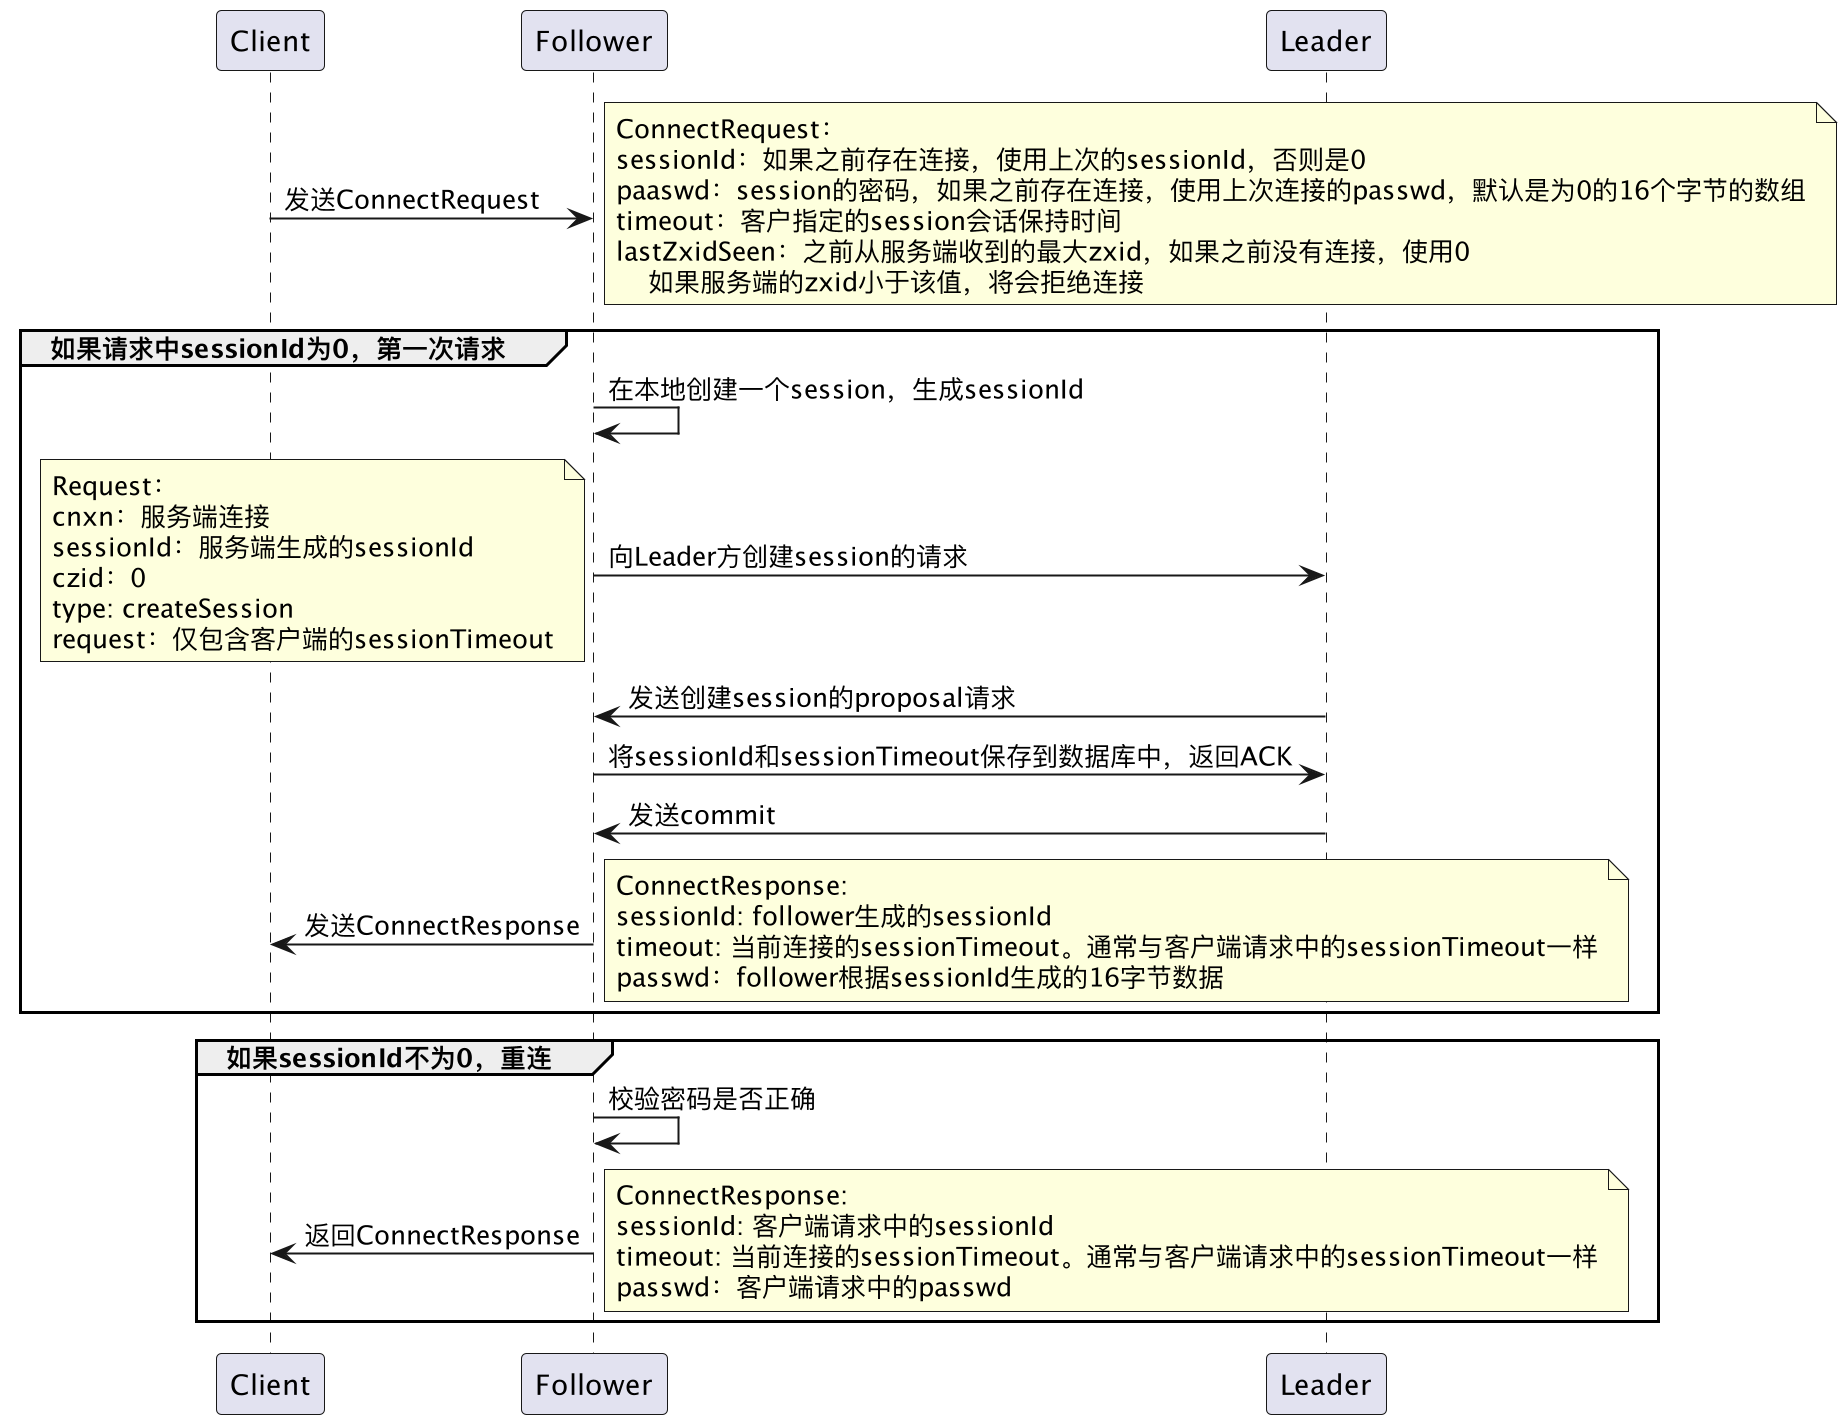 Client
Follower
Leader
ConnectRequest：
sessionId：如果之前存在连接，使用上次的sessionId，否则是0
paaswd：session的密码，如果之前存在连接，使用上次连接的passwd，默认是为0的16个字节的数组
timeout：客户指定的session会话保持时间
lastZxidSeen：之前从服务端收到的最大zxid，如果之前没有连接，使用0
如果服务端的zxid小于该值，将会拒绝连接
发送ConnectRequest
如果请求中sessionId为0，第一次请求
在本地创建一个session，生成sessionId
Request：
cnxn：服务端连接
sessionId：服务端生成的sessionId
czid：0
type: createSession
request：仅包含客户端的sessionTimeout
向Leader方创建session的请求
发送创建session的proposal请求
将sessionId和sessionTimeout保存到数据库中，返回ACK
发送commit
ConnectResponse:
sessionId: follower生成的sessionId
timeout: 当前连接的sessionTimeout。通常与客户端请求中的sessionTimeout一样
passwd：follower根据sessionId生成的16字节数据
发送ConnectResponse
如果sessionId不为0，重连
校验密码是否正确
ConnectResponse:
sessionId: 客户端请求中的sessionId
timeout: 当前连接的sessionTimeout。通常与客户端请求中的sessionTimeout一样
passwd：客户端请求中的passwd
返回ConnectResponse
Client
Follower
Leader